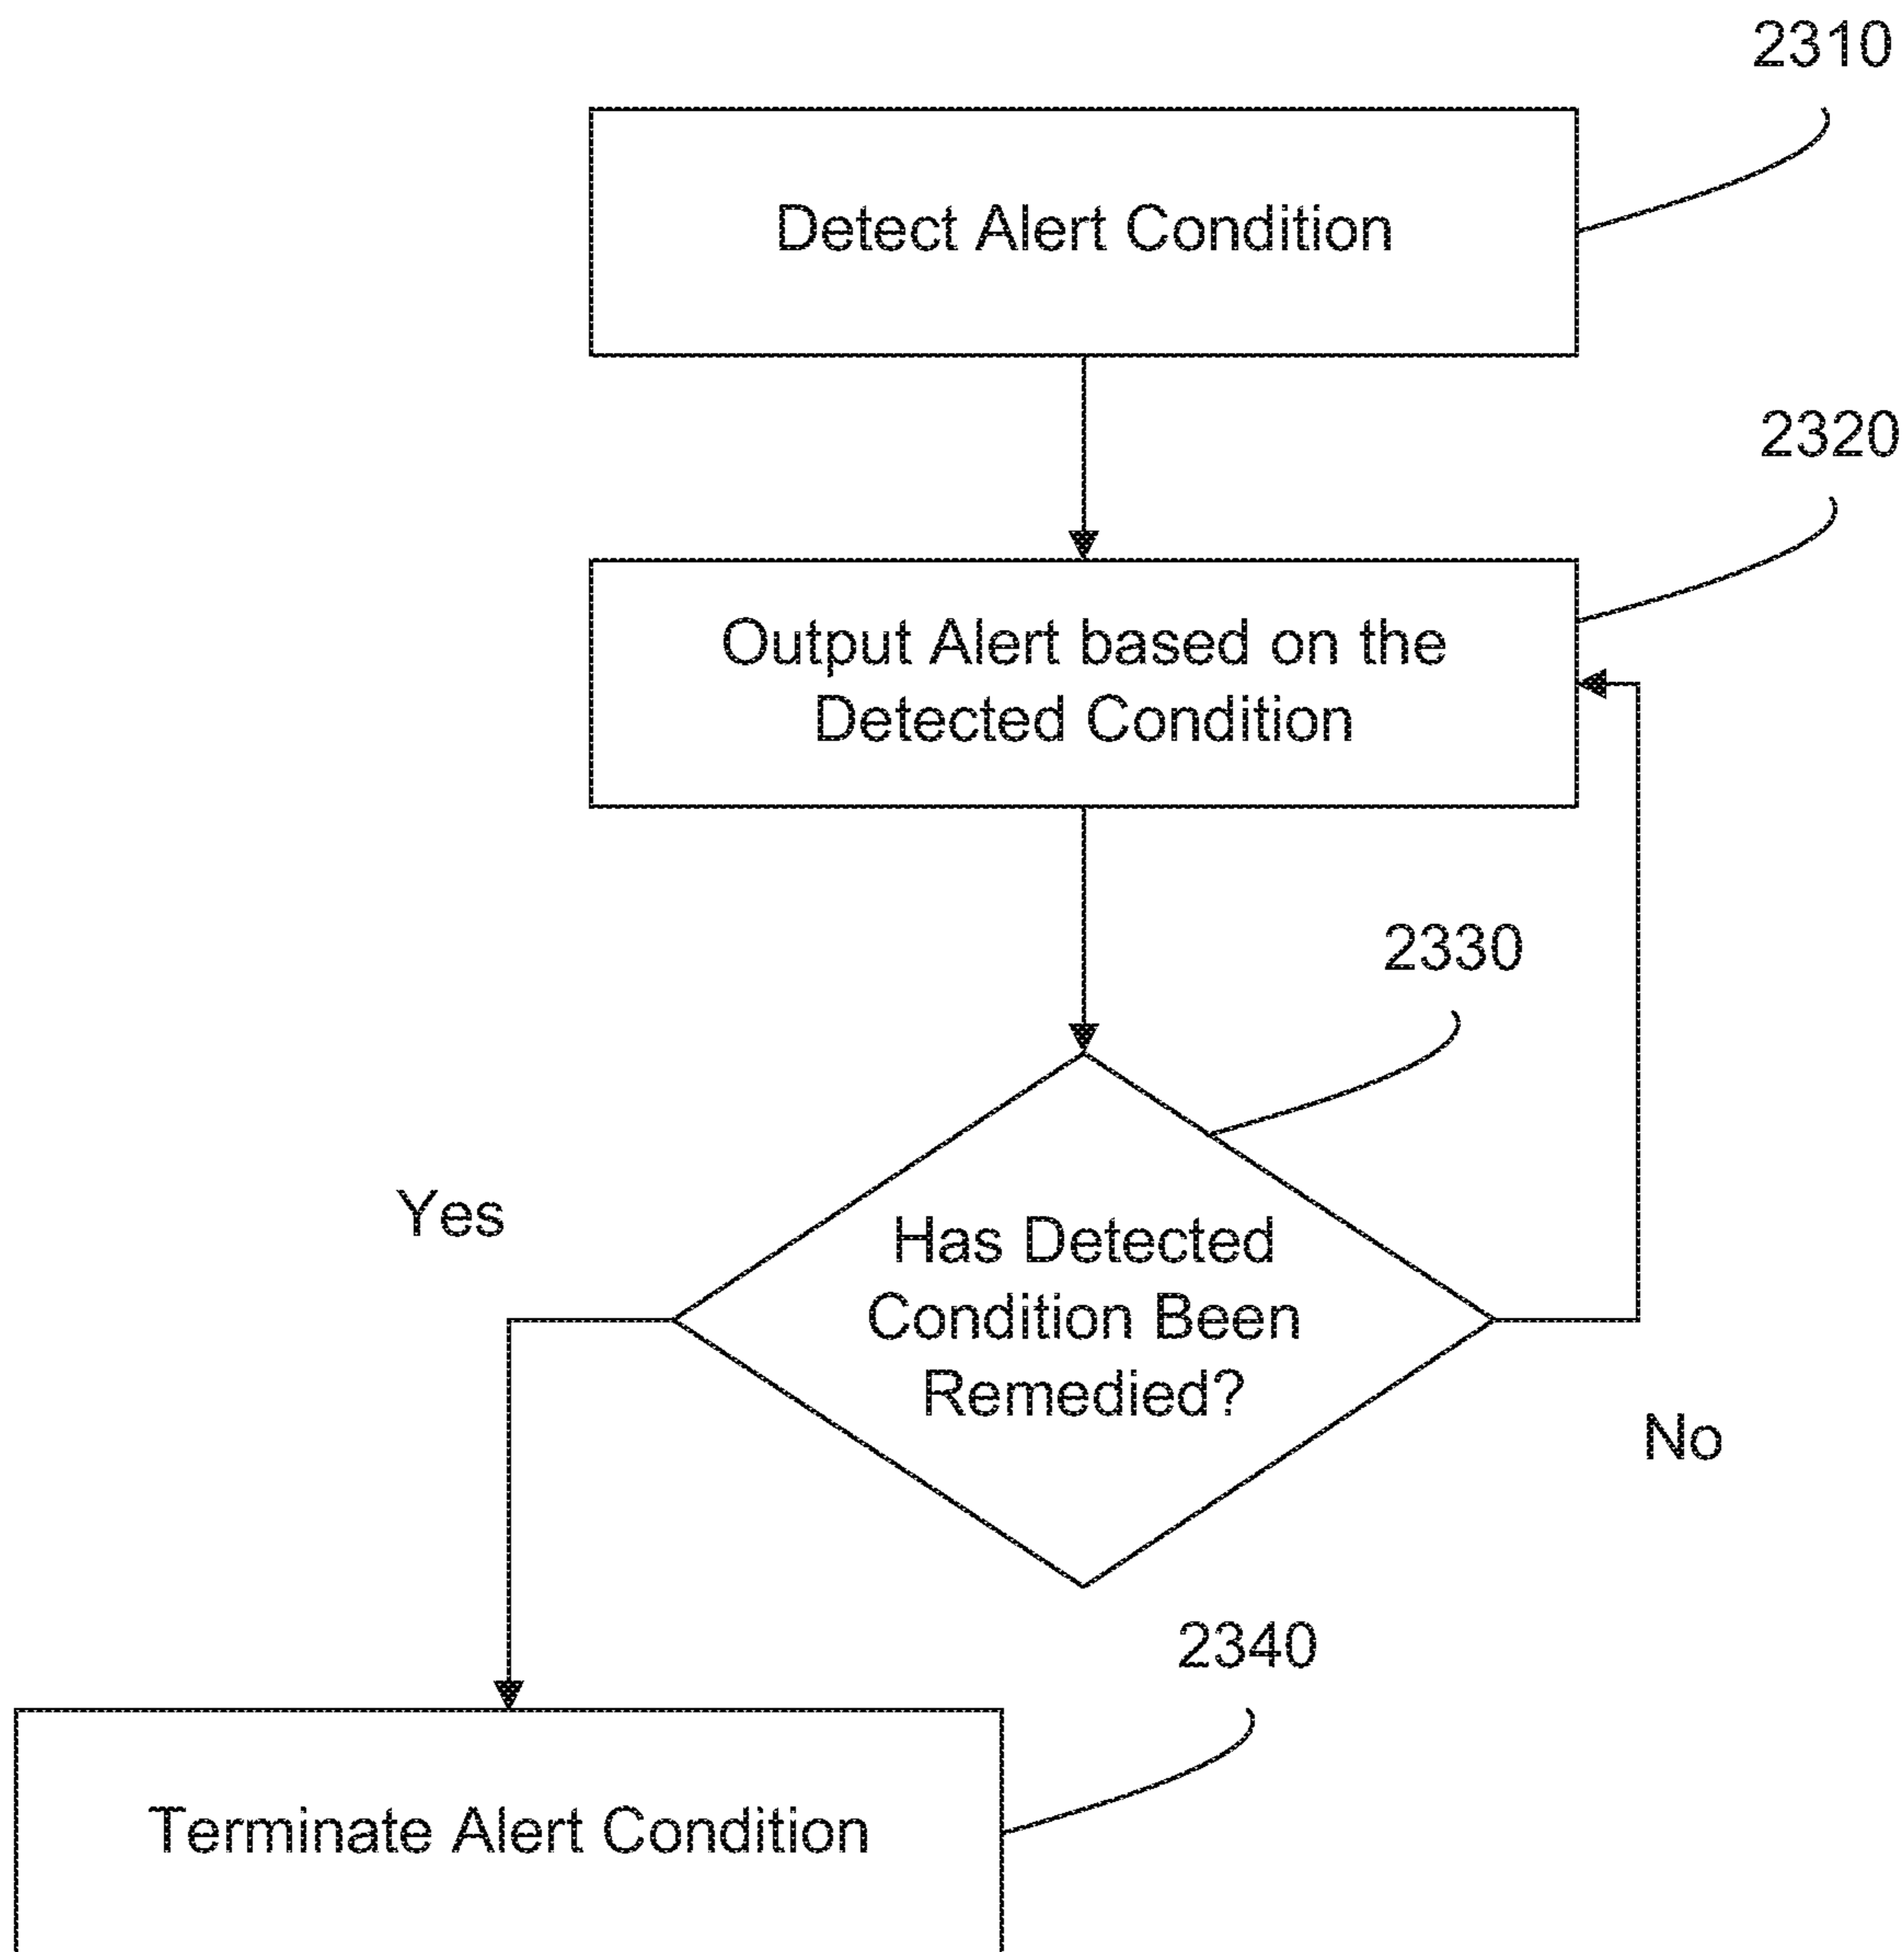 2310
Detect Alert Condition
2320
Output Alert based on the
Detected Condition
2330
Yes
Has Detected
Condition Been
Remedied?
No
2340
Terminate Alert Condition